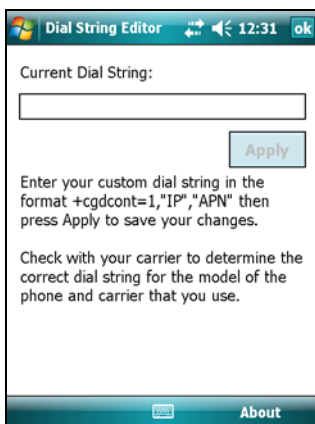 Dial String Editor 12:31 ok
Current Dial String:
Apply
Enter your custom dial string in the
format +cgdcont=1,"IP","APN" then
press Apply to save your changes.
Check with your carrier to determine the
correct dial string for the model of the
phone and carrier that you use.
About